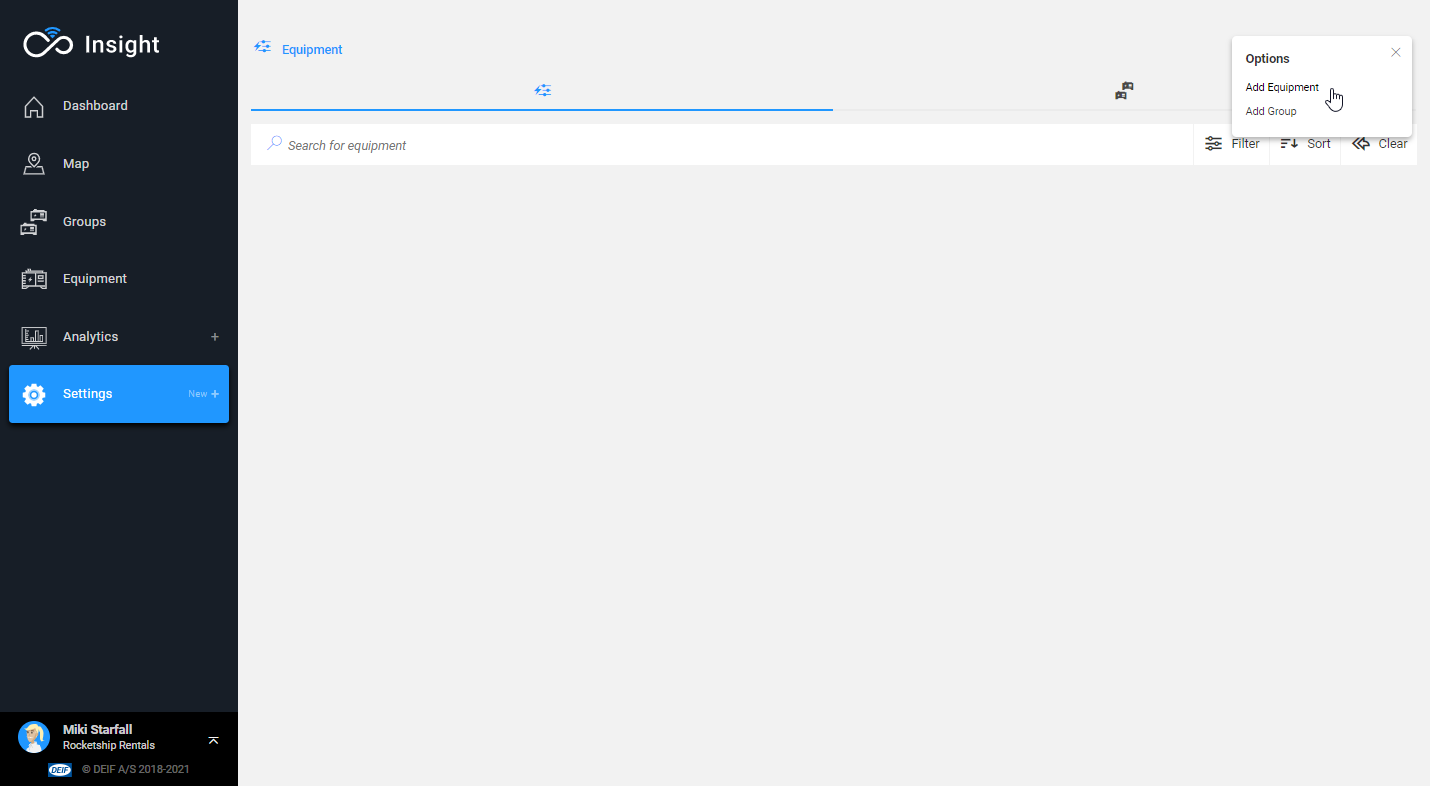 Insight
Dashboard
Map
Groups
Equipment
Analytics +
Settings New +
Miki Starfall
Rocketship Rentals
DEIF © DEIF A/S 2018-2021
Equipment
Search for equipment
Options
Add Equipment
Add Group
Filter Sort Clear